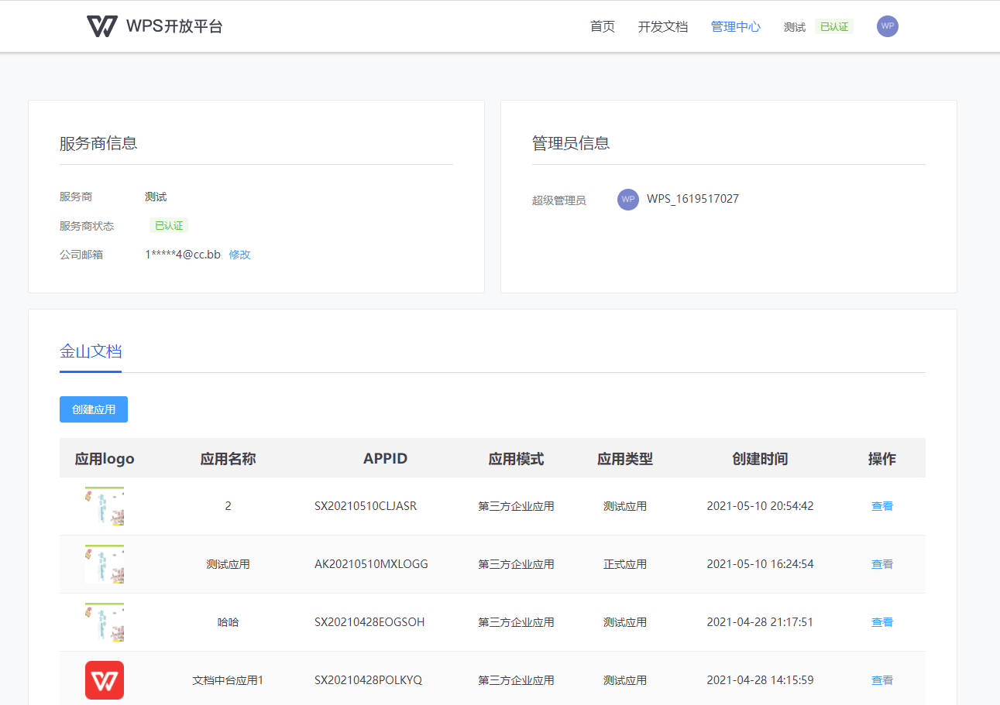 WPS开放平台 首页 开发文档 管理中心 测试 已认证 WP
服务商信息
服务商 测试
服务商状态 已认证
公司邮箱 1*****4@cc.bb 修改
管理员信息
超级管理员 WP WPS_1619517027
金山文档
创建应用
应用logo 应用名称 APPID 应用模式 应用类型 创建时间 操作
2 SX20210510CLJASR 第三方企业应用 测试应用 2021-05-10 20:54:42 查看
测试应用 AK20210510MXLOGG 第三方企业应用 正式应用 2021-05-10 16:24:54 查看
哈哈 SX20210428EOGSOH 第三方企业应用 测试应用 2021-04-28 21:17:51 查看
文档中台应用1 SX20210428POLKYQ 第三方企业应用 测试应用 2021-04-28 14:15:59 查看